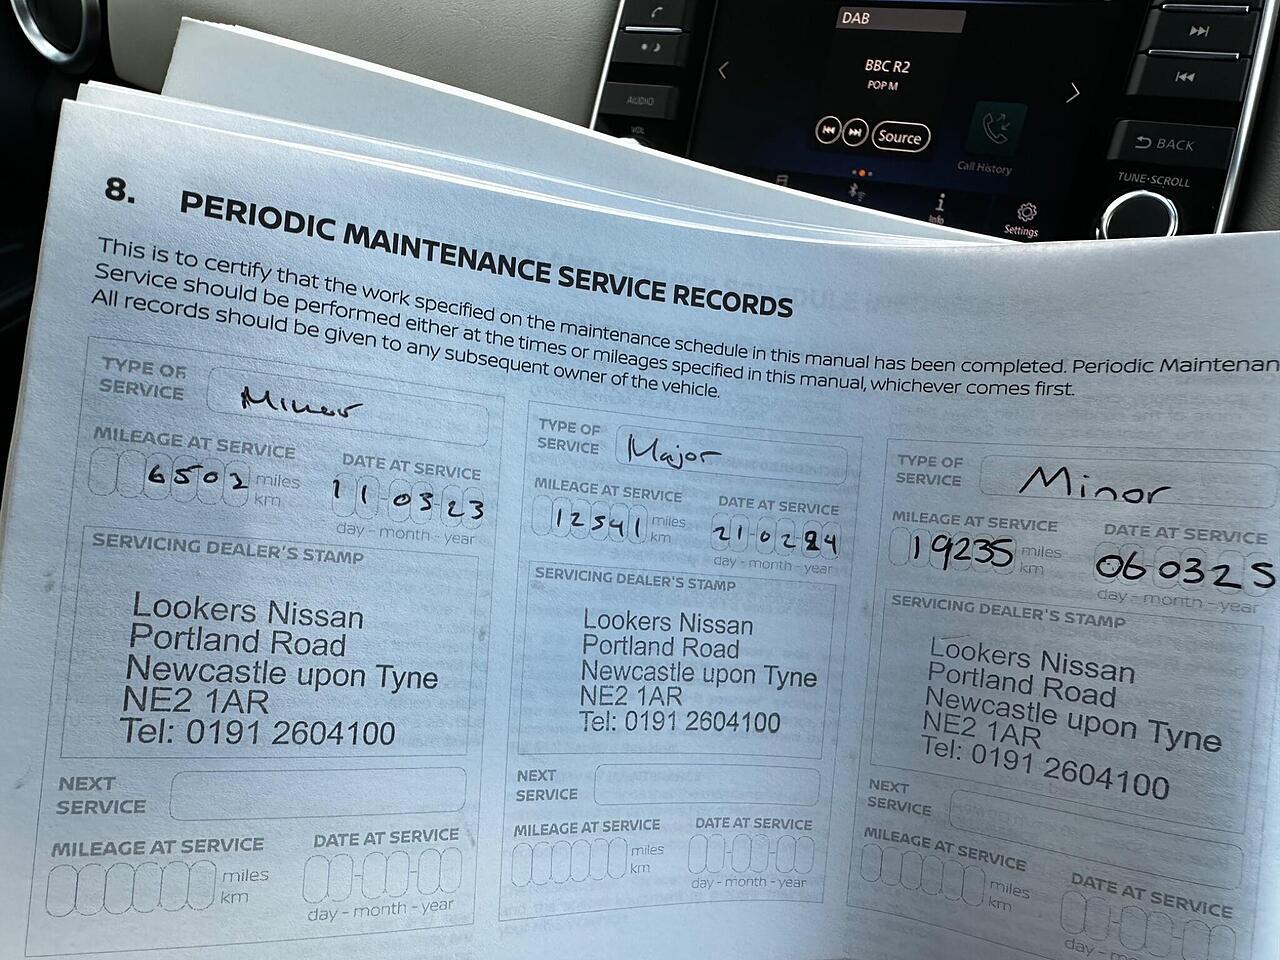 DAB
BBC R2
POP M
Source
Call History
Info
Settings
AUDIO
VOL
BACK
TUNE·SCROLL
8. PERIODIC MAINTENANCE SERVICE RECORDS
This is to certify that the work specified on the maintenance schedule in this manual has been completed. Periodic Maintenan
Service should be performed either at the times or mileages specified in this manual, whichever comes first.
All records should be given to any subsequent owner of the vehicle.
TYPE OF
SERVICE
Minor
MILEAGE AT SERVICE
6502 miles
km
DATE AT SERVICE
11-03-23
day - month - year
SERVICING DEALER'S STAMP
Lookers Nissan
Portland Road
Newcastle upon Tyne
NE2 1AR
Tel: 0191 2604100
NEXT
SERVICE
MILEAGE AT SERVICE
miles
km
DATE AT SERVICE
day - month - year
TYPE OF
SERVICE
Major
MILEAGE AT SERVICE
12541 miles
km
DATE AT SERVICE
21-02-24
day - month - year
SERVICING DEALER'S STAMP
Lookers Nissan
Portland Road
Newcastle upon Tyne
NE2 1AR
Tel: 0191 2604100
NEXT
SERVICE
MILEAGE AT SERVICE
miles
km
DATE AT SERVICE
day - month - year
TYPE OF
SERVICE
Minor
MILEAGE AT SERVICE
19235 miles
km
DATE AT SERVICE
06 03 25
day - month - year
SERVICING DEALER'S STAMP
Lookers Nissan
Portland Road
Newcastle upon Tyne
NE2 1AR
Tel: 0191 2604100
NEXT
SERVICE
MILEAGE AT SERVICE
miles
km
DATE AT SERVICE